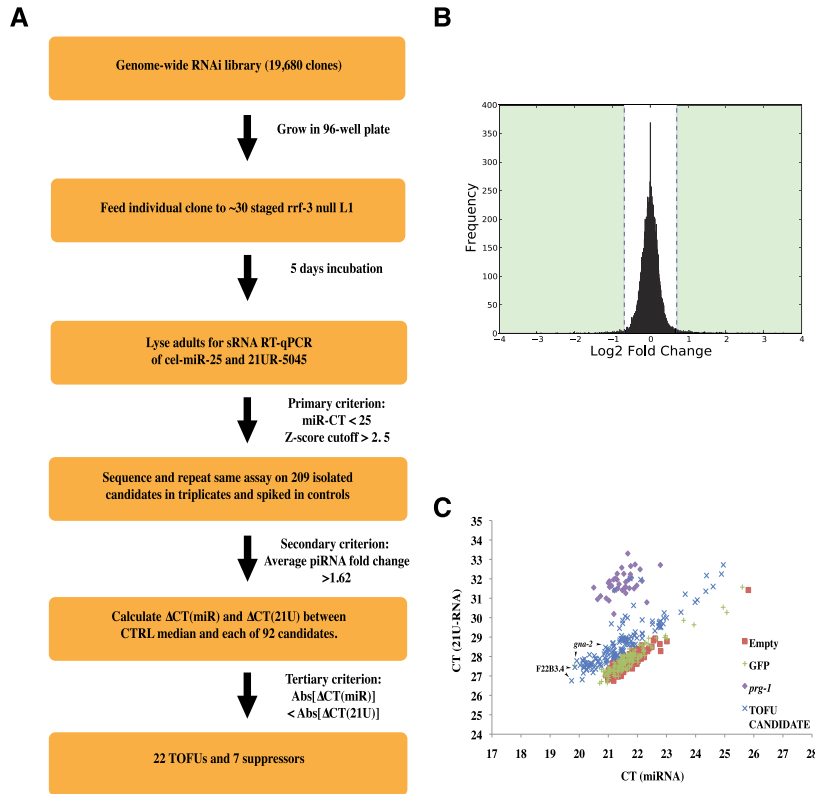 A
Genome-wide RNAi library (19,680 clones)
Grow in 96-well plate
Feed individual clone to ~30 staged rrf-3 null L1
5 days incubation
Lyse adults for sRNA RT-qPCR
of cel-miR-25 and 21UR-5045
Primary criterion:
miR-CT < 25
Z-score cutoff > 2. 5
Sequence and repeat same assay on 209 isolated
candidates in triplicates and spiked in controls
Secondary criterion:
Average piRNA fold change
>1.62
Calculate ΔCT(miR) and ΔCT(21U) between
CTRL median and each of 92 candidates.
Tertiary criterion:
Abs[ΔCT(miR)]
< Abs[ΔCT(21U)]
22 TOFUs and 7 suppressors
B
400
350
300
250
200
150
100
50
0
Frequency
−4 −3 −2 −1 0 1 2 3 4
Log2 Fold Change
C
35
34
33
32
31
30
29
28
27
26
25
24
CT (21U-RNA)
gna-2
F22B3.4
Empty
GFP
prg-1
TOFU
CANDIDATE
17 18 19 20 21 22 23 24 25 26 27 28
CT (miRNA)